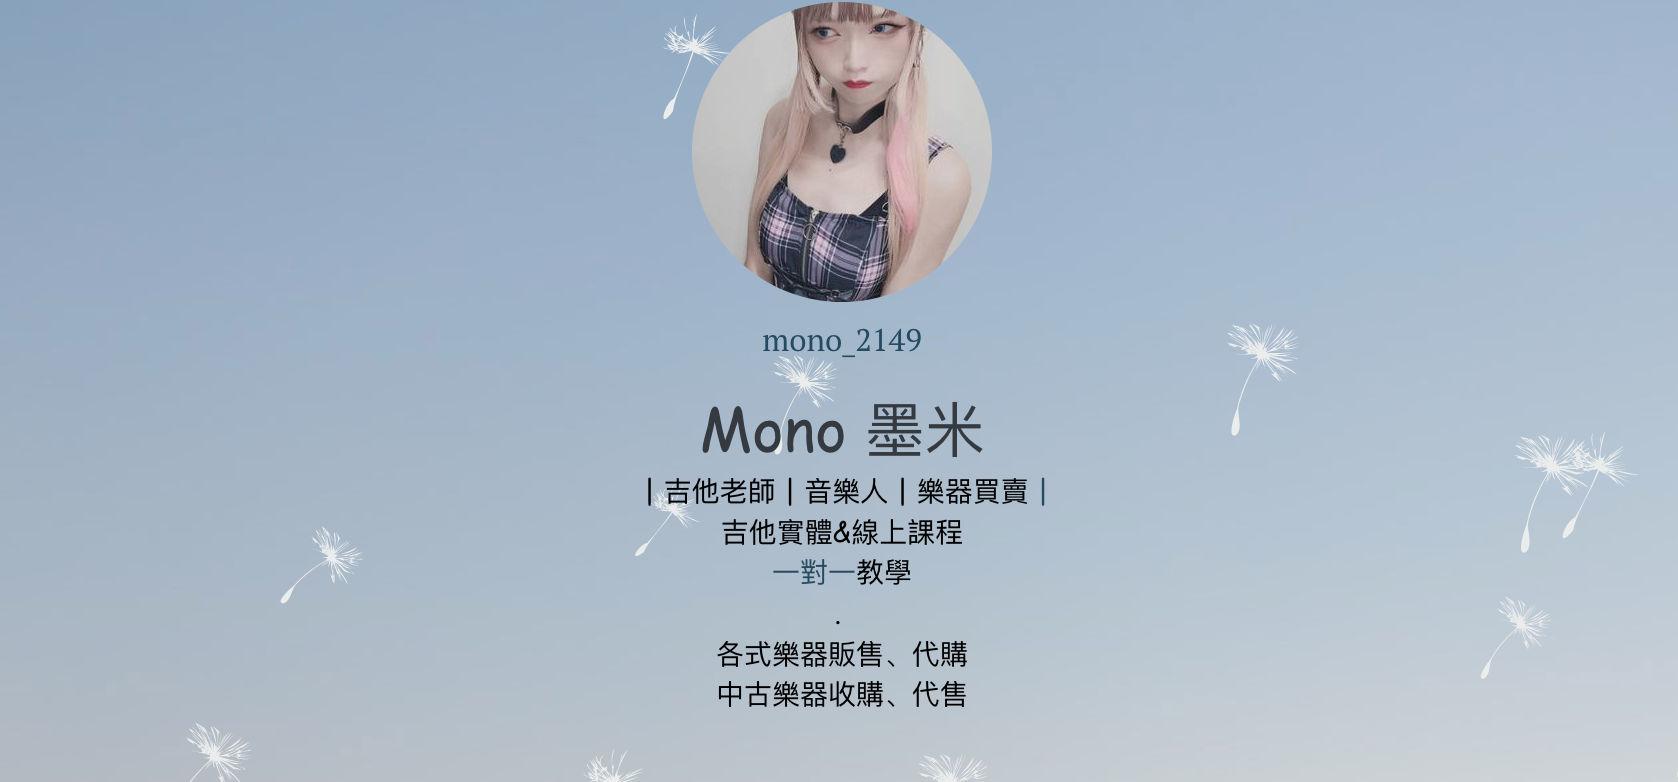 mono_2149
Mono 墨米
| 吉他老師 | 音樂人 | 樂器買賣 |
吉他實體&線上課程
一對一教學
.
各式樂器販售、代購
中古樂器收購、代售